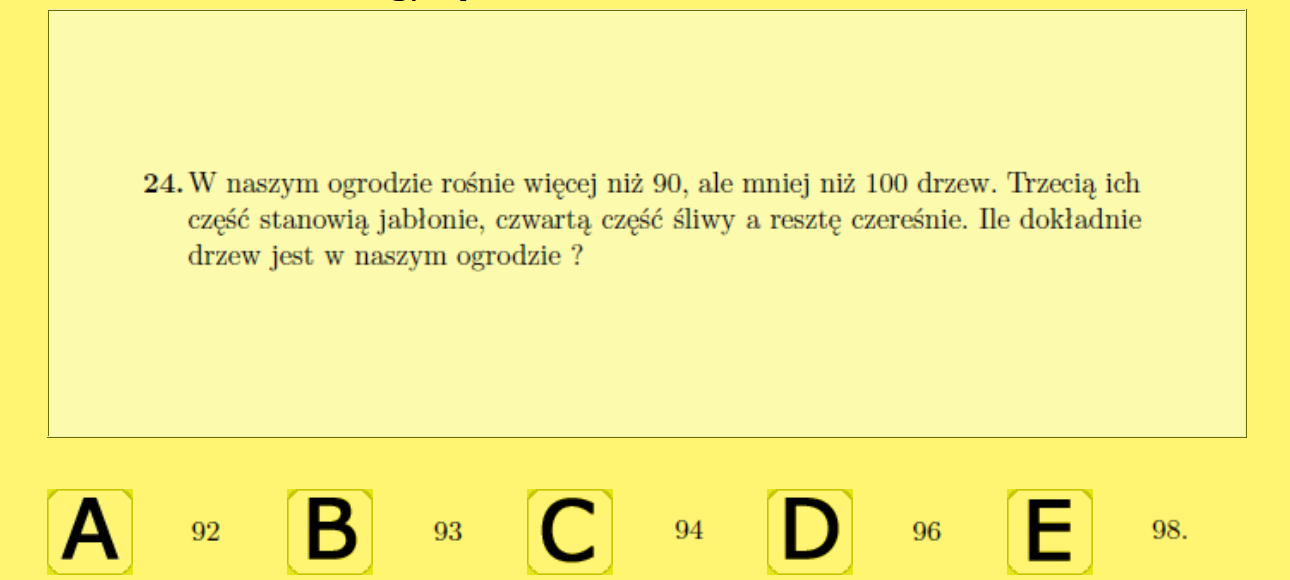 24. W naszym ogrodzie rośnie więcej niż 90, ale mniej niż 100 drzew. Trzecią ich
część stanowią jabłonie, czwartą część śliwy a resztę czereśnie. Ile dokładnie
drzew jest w naszym ogrodzie ?
A 92 B 93 C 94 D 96 E 98.